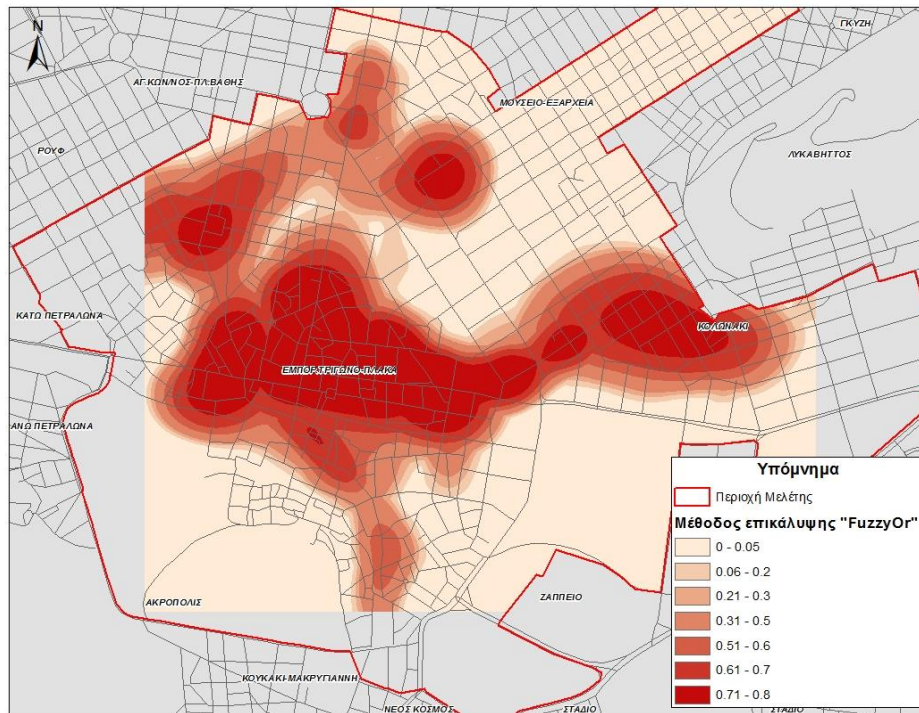 N
ΓΚΥΖΗ
ΑΓ.ΚΩΝ/ΝΟΣ-ΠΛ.ΒΑΘΗΣ
ΜΟΥΣΕΙΟ-ΕΞΑΡΧΕΙΑ
ΡΟΥΦ
ΛΥΚΑΒΗΤΤΟΣ
ΚΑΤΩ ΠΕΤΡΑΛΩΝΑ
ΚΟΛΩΝΑΚΙ
ΕΜΠΟΡ.ΤΡΙΓΩΝΟ-ΠΛΑΚΑ
ΑΝΩ ΠΕΤΡΑΛΩΝΑ
Υπόμνημα
Περιοχή Μελέτης
Μέθοδος επικάλυψης "FuzzyOr"
0 - 0.05
0.06 - 0.2
0.21 - 0.3
0.31 - 0.5
0.51 - 0.6
0.61 - 0.7
0.71 - 0.8
ΑΚΡΟΠΟΛΙΣ
ΖΑΠΠΕΙΟ
ΚΟΥΚΑΚΙ-ΜΑΚΡΥΓΙΑΝΝΗ
ΝΕΟΣ ΚΟΣΜΟΣ
ΣΤΑΔΙΟ
ΣΤΑΔΙΟ